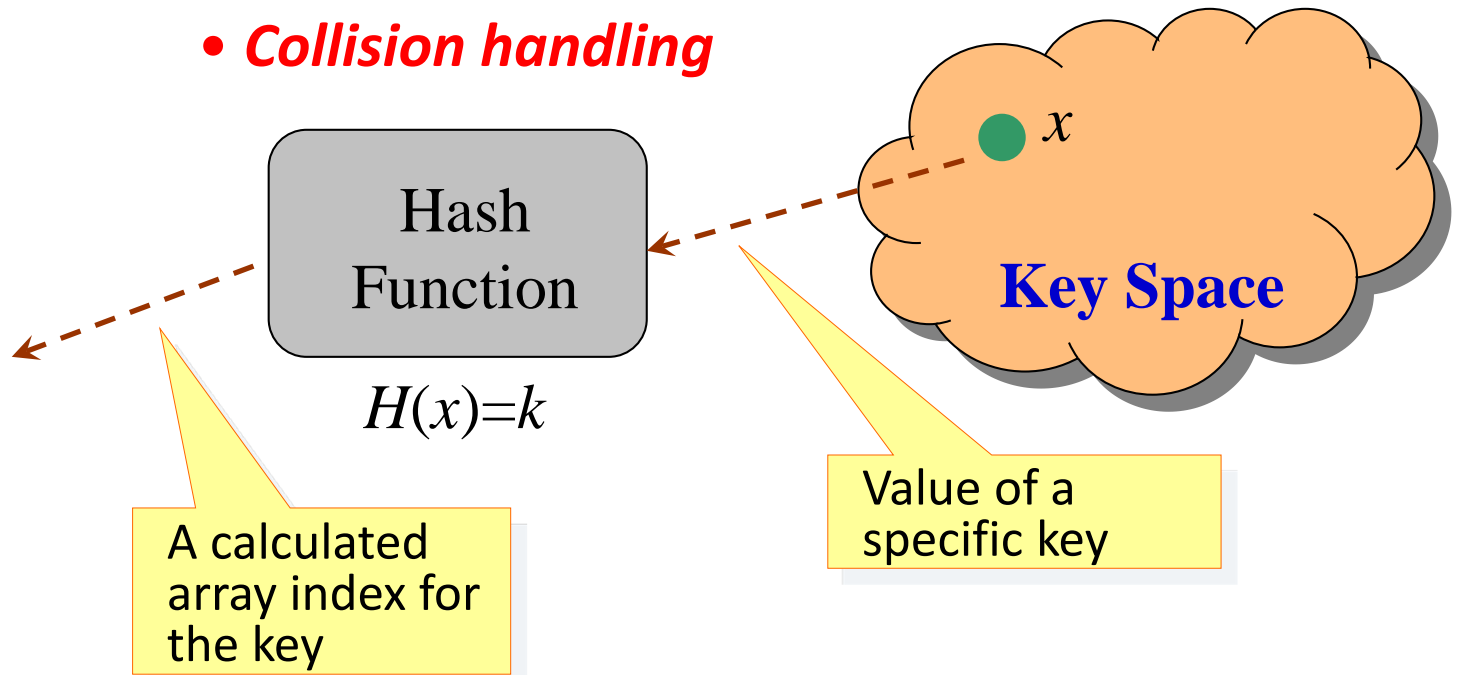 • Collision handling
x
Hash
Function
Key Space
H(x)=k
Value of a
specific key
A calculated
array index for
the key